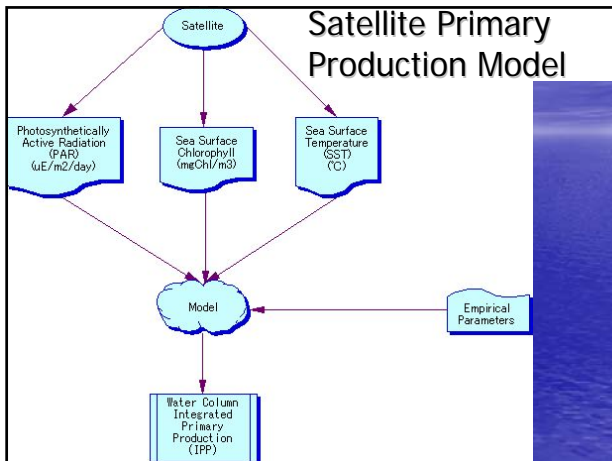 Satellite Primary
Production Model
Satellite
Photosynthetically
Active Radiation
(PAR)
(uE/m2/day)
Sea Surface
Chlorophyll
(mgChl/m3)
Sea Surface
Temperature
(SST)
(℃)
Model
Empirical
Parameters
Water Column
Integrated
Primary
Production
(IPP)